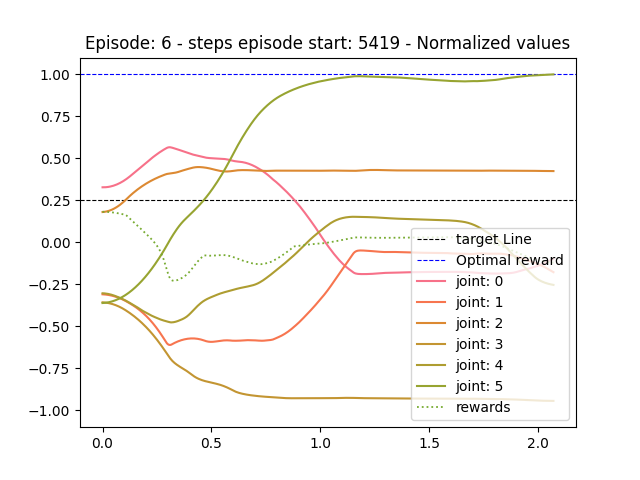 Episode: 6 - steps episode start: 5419 - Normalized values
1.00
0.75
0.50
0.25
0.00
−0.25
−0.50
−0.75
−1.00
0.0
0.5
1.0
1.5
2.0
target Line
Optimal reward
joint: 0
joint: 1
joint: 2
joint: 3
joint: 4
joint: 5
rewards